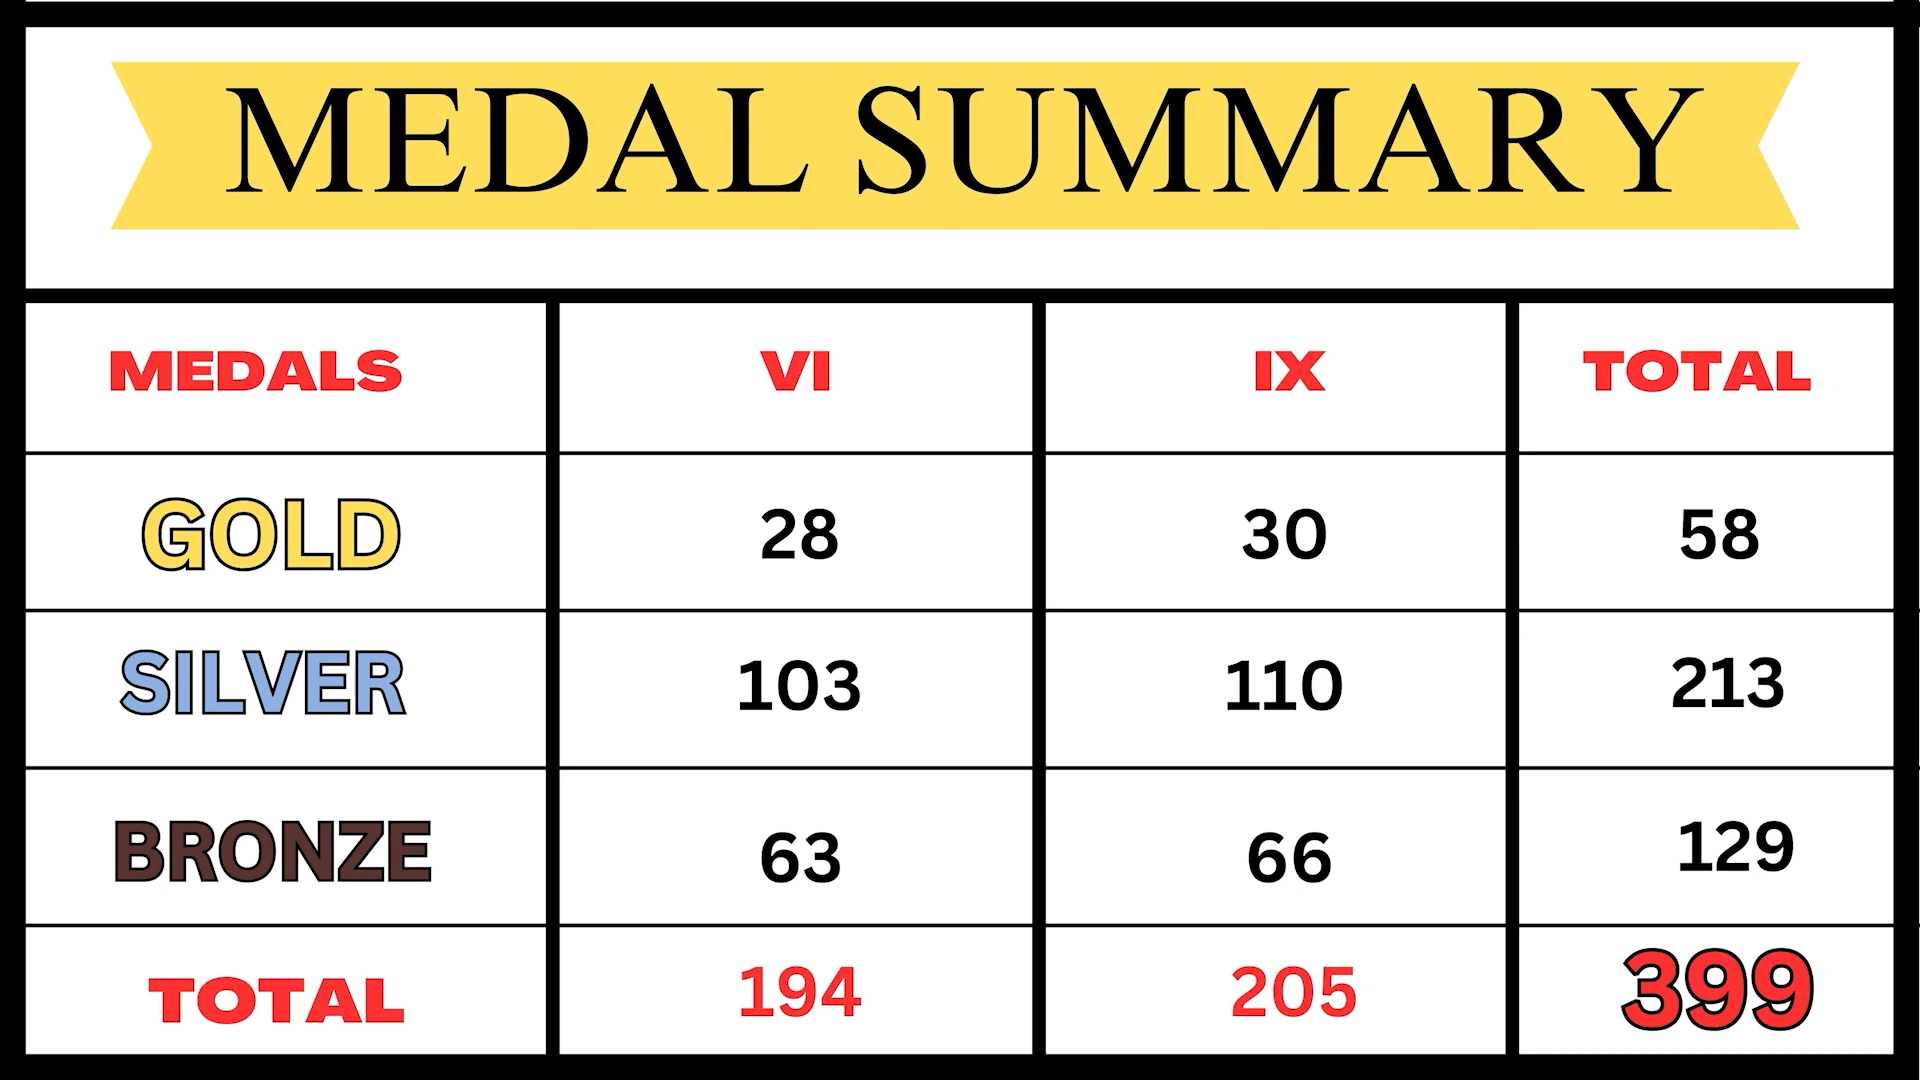 MEDAL SUMMARY
MEDALS VI IX TOTAL
GOLD 28 30 58
SILVER 103 110 213
BRONZE 63 66 129
TOTAL 194 205 399